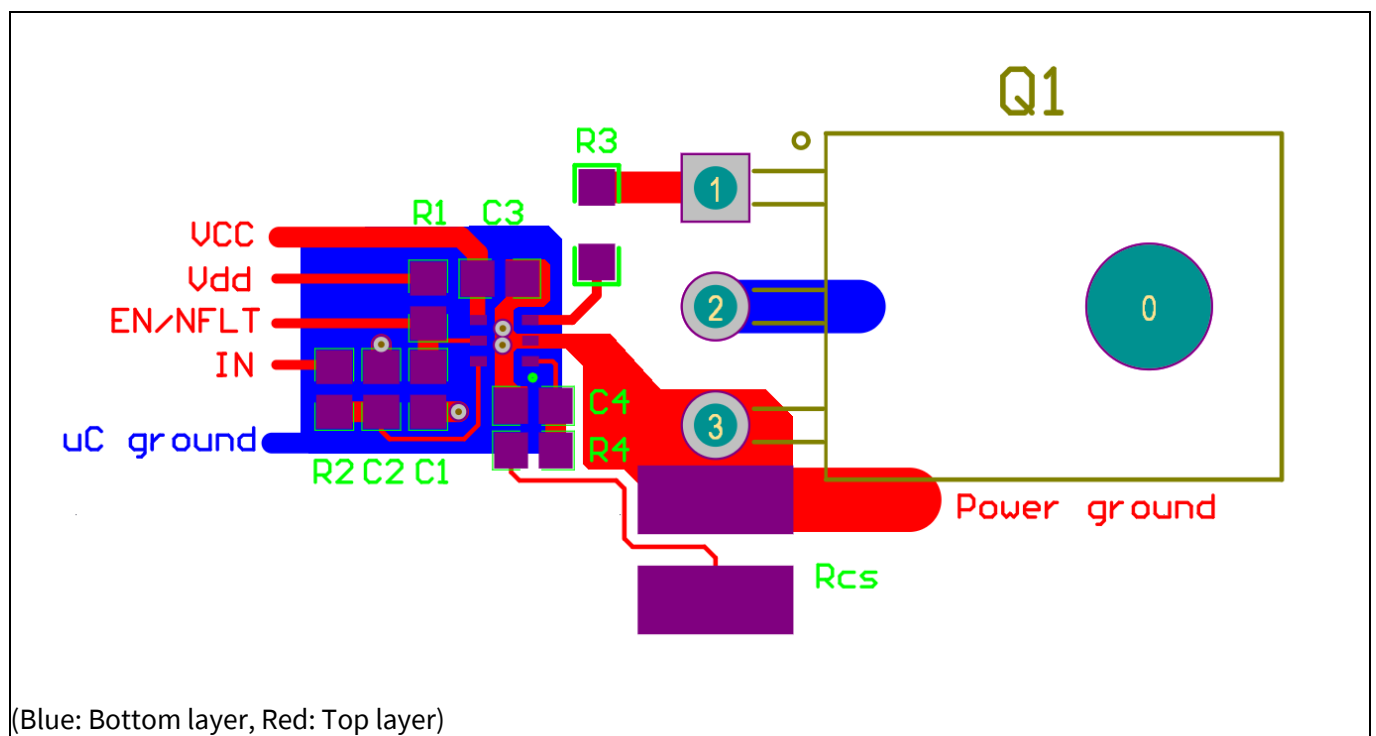 Q1
R3
1
R1 C3
VCC
Vdd
2
0
EN/NFLT
IN
C4
3
uC ground
R4
R2 C2 C1
Power ground
Rcs
(Blue: Bottom layer, Red: Top layer)